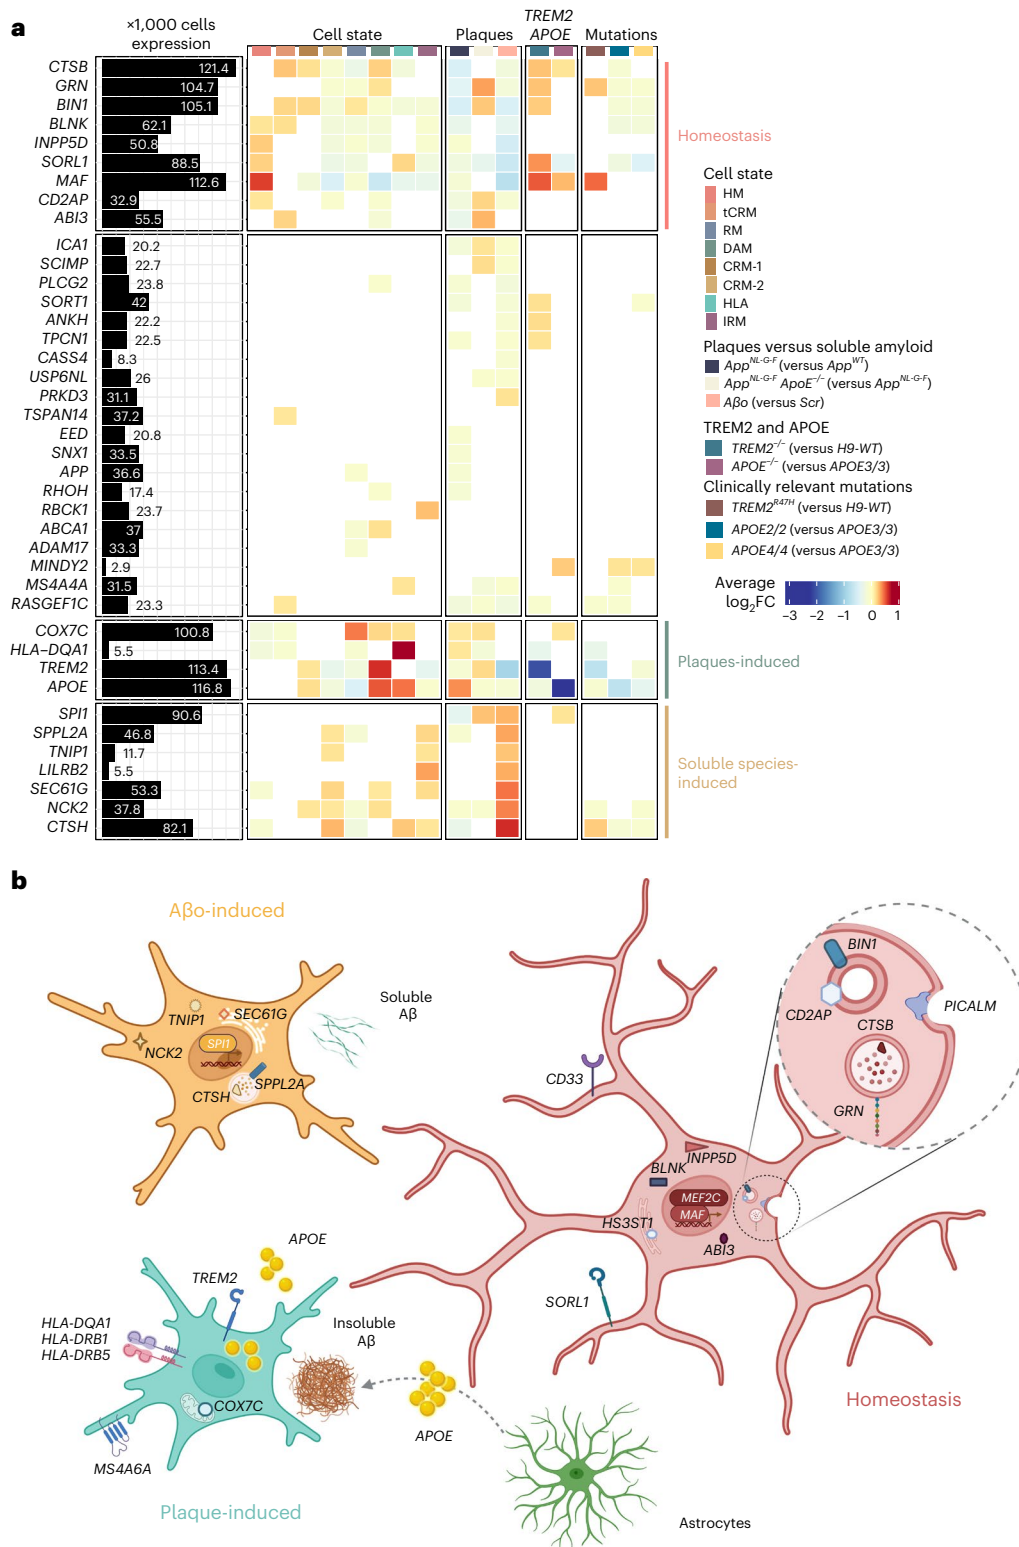 a
×1,000 cells
expression
Cell state
Plaques
TREM2
APOE
Mutations
CTSB 121.4
GRN 104.7
BIN1 105.1
BLNK 62.1
INPP5D 50.8
SORL1 88.5
MAF 112.6
CD2AP 32.9
ABI3 55.5
Homeostasis
ICA1 20.2
SCIMP 22.7
PLCG2 23.8
SORT1 42
ANKH 22.2
TPCN1 22.5
CASS4 8.3
USP6NL 26
PRKD3 31.1
TSPAN14 37.2
EED 20.8
SNX1 33.5
APP 36.6
RHOH 17.4
RBCK1 23.7
ABCA1 37
ADAM17 33.3
MINDY2 2.9
MS4A4A 31.5
RASGEF1C 23.3
COX7C 100.8
HLA–DQA1 5.5
TREM2 113.4
APOE 116.8
Plaques-induced
SPI1 90.6
SPPL2A 46.8
TNIP1 11.7
LILRB2 5.5
SEC61G 53.3
NCK2 37.8
CTSH 82.1
Soluble species-
induced
Cell state
HM
tCRM
RM
DAM
CRM-1
CRM-2
HLA
IRM
Plaques versus soluble amyloid
App^NL-G-F (versus App^WT)
App^NL-G-F ApoE^−/− (versus App^NL-G-F)
Aβo (versus Scr)
TREM2 and APOE
TREM2^−/− (versus H9-WT)
APOE^−/− (versus APOE3/3)
Clinically relevant mutations
TREM2^R47H (versus H9-WT)
APOE2/2 (versus APOE3/3)
APOE4/4 (versus APOE3/3)
Average
log₂FC
−3 −2 −1 0 1
b
Aβo-induced
TNIP1
SEC61G
NCK2
SPI1
CTSH
SPPL2A
Soluble
Aβ
CD33
BIN1
CD2AP
PICALM
CTSB
GRN
INPP5D
BLNK
MEF2C
MAF
HS3ST1
ABI3
SORL1
Homeostasis
APOE
TREM2
HLA-DQA1
HLA-DRB1
HLA-DRB5
Insoluble
Aβ
COX7C
MS4A6A
APOE
Plaque-induced
Astrocytes